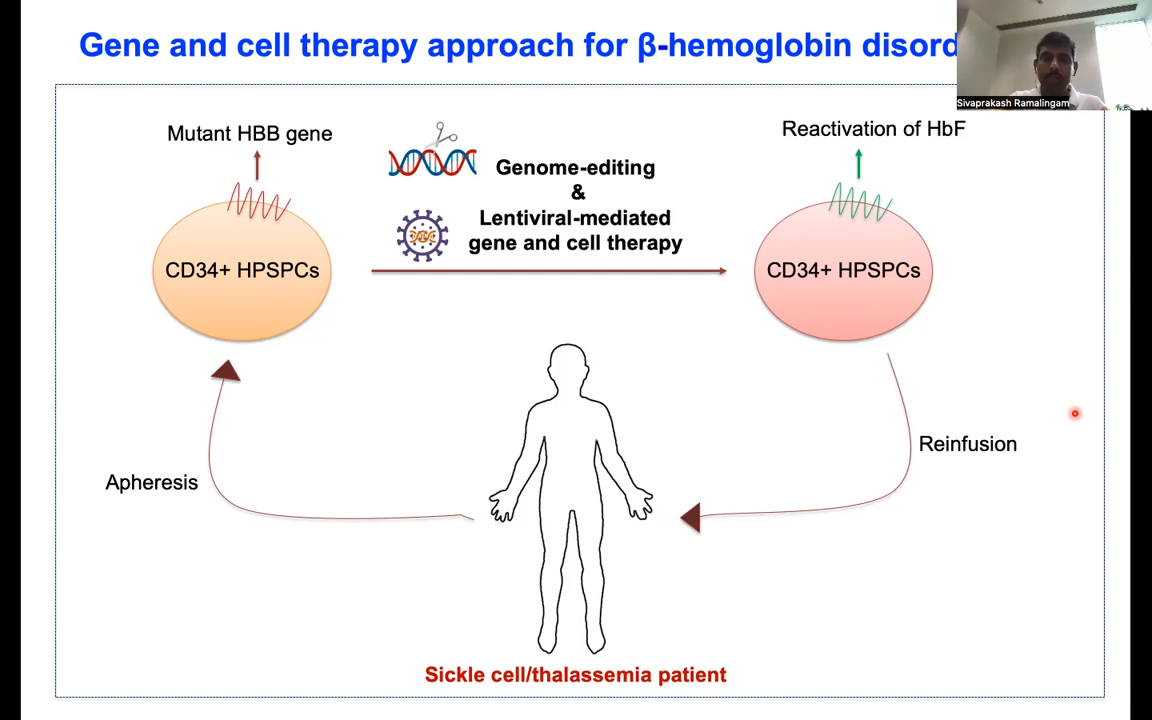 Gene and cell therapy approach for β-hemoglobin disord
Sivaprakash Ramalingam
Mutant HBB gene
Reactivation of HbF
Genome-editing
&
Lentiviral-mediated
gene and cell therapy
CD34+ HPSPCs
CD34+ HPSPCs
Apheresis
Reinfusion
Sickle cell/thalassemia patient